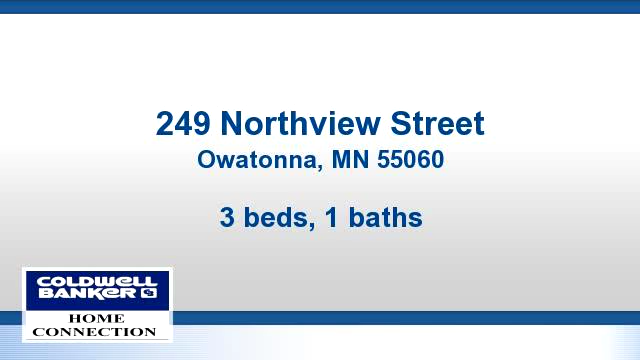 249 Northview Street
Owatonna, MN 55060
3 beds, 1 baths
COLDWELL
BANKER
HOME
CONNECTION